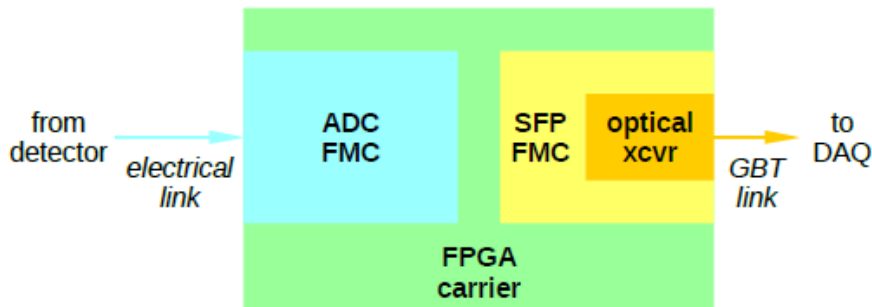 from
detector
electrical
link
ADC
FMC
SFP
FMC
optical
xcvr
GBT
link
to
DAQ
FPGA
carrier